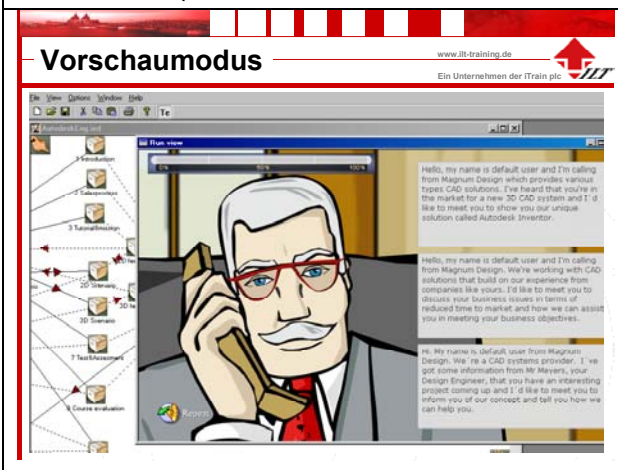 Vorschaumodus
www.ilt-training.de
Ein Unternehmen der iTrain plc
ILT
File View Options Window Help
Te
Run view
0% 50% 100%
1 Introduction
3 Tutorial
2D Scenario
3D Scenario
7 Test/Assesment
8 Course evaluation
Repeat
Hello, my name is default user and I'm calling
from Magnum Design which provides various
types CAD solutions. I've heard that you're in
the market for a new 3D CAD system and I´d
like to meet you to show you our unique
solution called Autodesk Inventor.
Hello, my name is default user and I'm calling
from Magnum Design. We're working with CAD
solutions that build on our experience from
companies like yours. I'd like to meet you to
discuss your business issues in terms of
reduced time to market and how we can assist
you in meeting your business objectives.
Hi. My name is default user from Magnum
Design. We´re a CAD systems provider. I´ve
got some information from Mr Meyers, your
Design Engineer, that you have an interesting
project coming up and I´d like to meet you to
inform you of our concept and tell you how we
can help you.